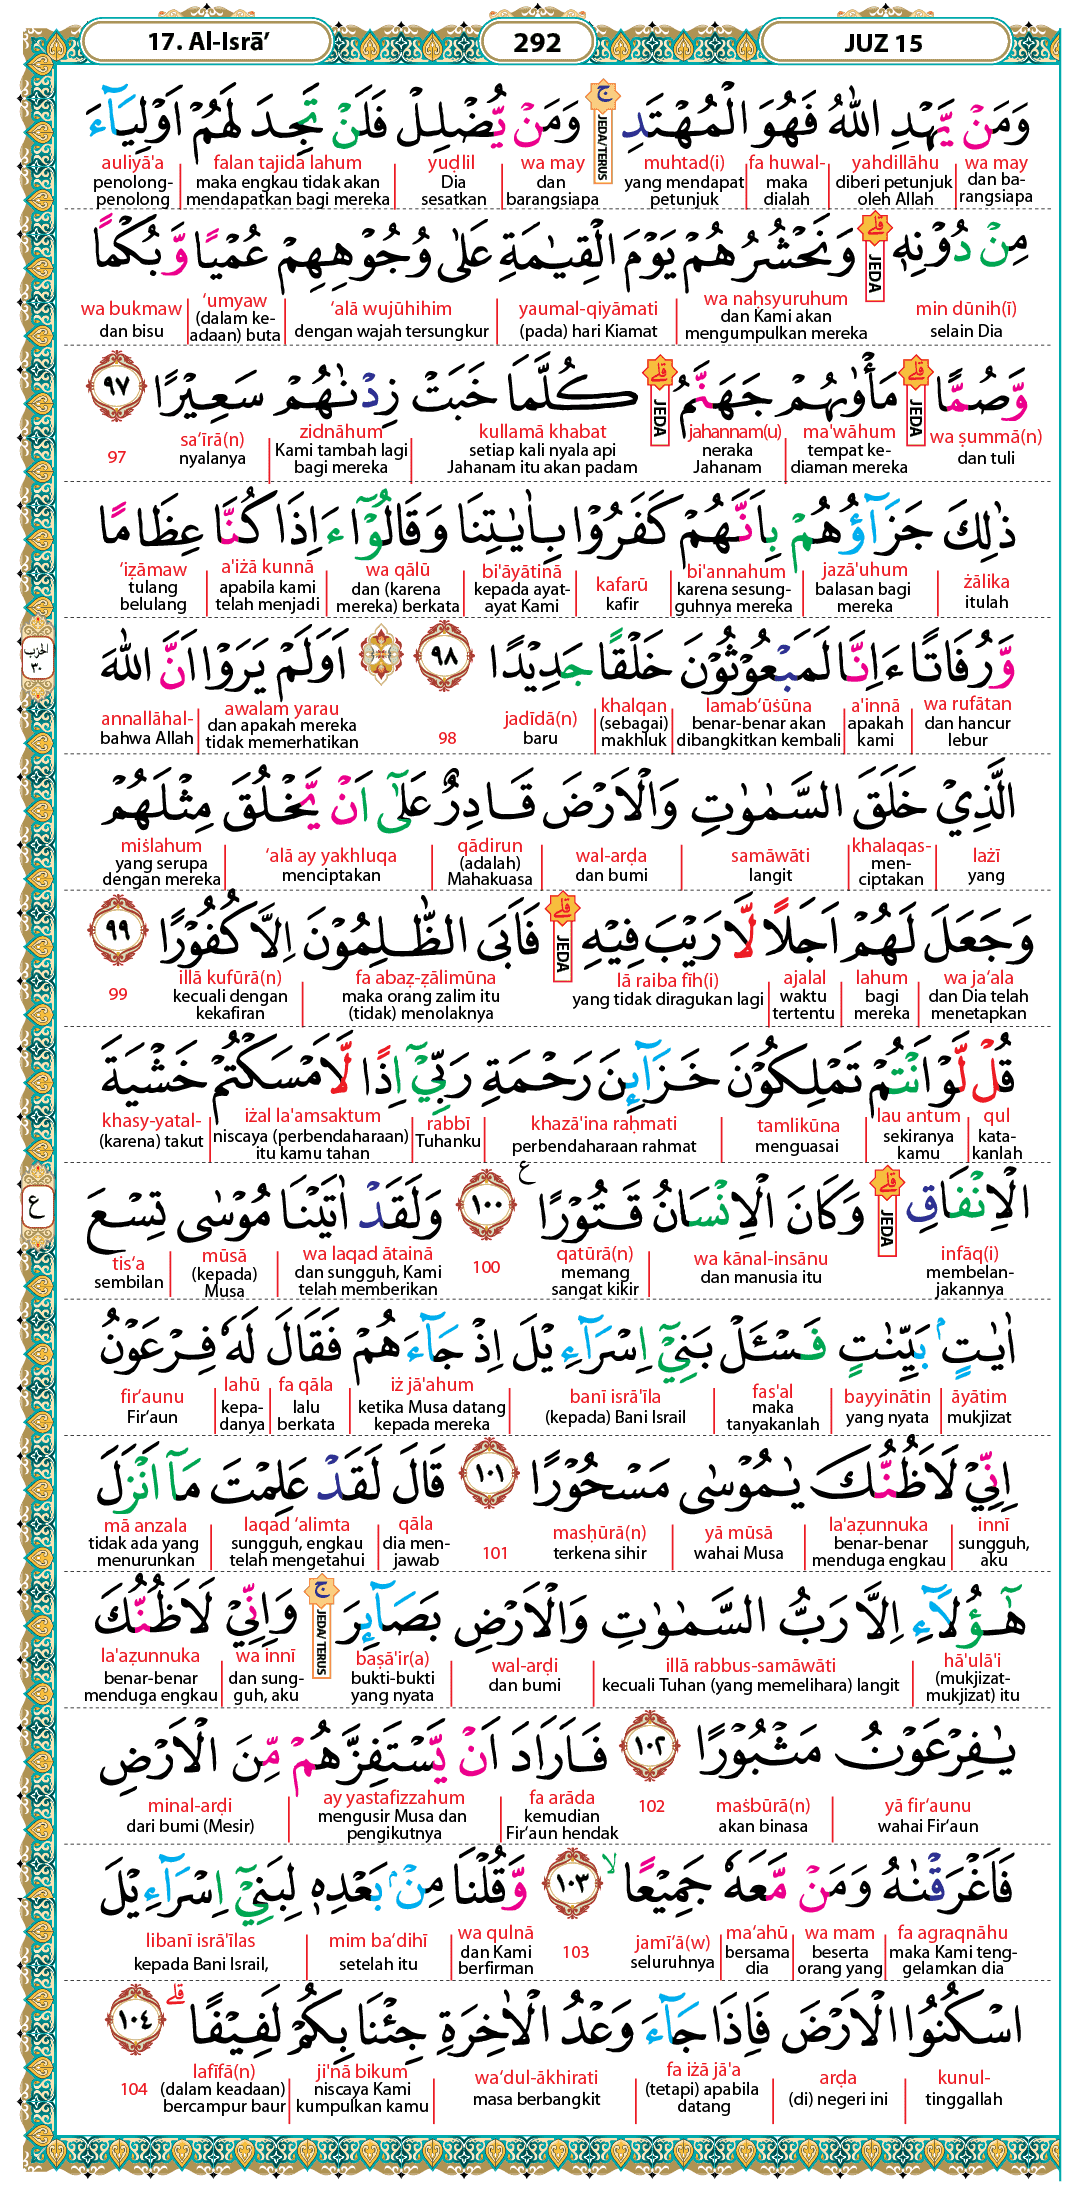 17. Al-Isrā’
292
JUZ 15
وَمَنْ يَّهْدِ اللّٰهُ فَهُوَ الْمُهْتَدِۚ وَمَنْ يُّضْلِلْ فَلَنْ تَجِدَ لَهُمْ اَوْلِيَاۤءَ
JEDA/TERUS
wa may
dan ba-
rangsiapa
yahdillāhu
diberi petunjuk
oleh Allah
fa huwal-
maka
dialah
muhtad(i)
yang mendapat
petunjuk
wa may
dan
barangsiapa
yuḍlil
Dia
sesatkan
falan tajida lahum
maka engkau tidak akan
mendapatkan bagi mereka
auliyā'a
penolong-
penolong
مِنْ دُوْنِهٖۗ وَنَحْشُرُهُمْ يَوْمَ الْقِيٰمَةِ عَلٰى وُجُوْهِهِمْ عُمْيًا وَّبُكْمًا
JEDA
min dūnih(ī)
selain Dia
wa naḥsyuruhum
dan Kami akan
mengumpulkan mereka
yaumal-qiyāmati
(pada) hari Kiamat
‘alā wujūhihim
dengan wajah tersungkur
‘umyaw
(dalam ke-
adaan) buta
wa bukmaw
dan bisu
وَّصُمًّاۗ مَأْوٰىهُمْ جَهَنَّمُۗ كُلَّمَا خَبَتْ زِدْنٰهُمْ سَعِيْرًا ٩٧
JEDA
JEDA
wa ṣummā(n)
dan tuli
ma'wāhum
tempat ke-
diaman mereka
jahannam(u)
neraka
Jahanam
kullamā khabat
setiap kali nyala api
Jahanam itu akan padam
zidnāhum
Kami tambah lagi
bagi mereka
sa‘īrā(n)
nyalanya
97
ذٰلِكَ جَزَاۤؤُهُمْ بِاَنَّهُمْ كَفَرُوْا بِاٰيٰتِنَا وَقَالُوْٓا ءَاِذَا كُنَّا عِظَامًا
żālika
itulah
jazā'uhum
balasan bagi
mereka
bi'annahum
karena sesung-
guhnya mereka
kafarū
kafir
bi'āyātinā
kepada ayat-
ayat Kami
wa qālū
dan (karena
mereka) berkata
a'iżā kunnā
apabila kami
telah menjadi
‘iẓāmaw
tulang
belulang
الحزب ٣٠
وَّرُفَاتًا ءَاِنَّا لَمَبْعُوْثُوْنَ خَلْقًا جَدِيْدًا ٩٨ اَوَلَمْ يَرَوْا اَنَّ اللّٰهَ
wa rufātan
dan hancur
lebur
a'innā
apakah
kami
lamab‘ūṡūna
benar-benar akan
dibangkitkan kembali
khalqan
(sebagai)
makhluk
jadīdā(n)
baru
98
awalam yarau
dan apakah mereka
tidak memerhatikan
annallāhal-
bahwa Allah
الَّذِيْ خَلَقَ السَّمٰوٰتِ وَالْاَرْضَ قَادِرٌ عَلٰٓى اَنْ يَّخْلُقَ مِثْلَهُمْ
lażī
yang
khalaqas-
men-
ciptakan
samāwāti
langit
wal-arḍa
dan bumi
qādirun
(adalah)
Mahakuasa
‘alā ay yakhluqa
menciptakan
miṡlahum
yang serupa
dengan mereka
وَجَعَلَ لَهُمْ اَجَلًا لَّا رَيْبَ فِيْهِۗ فَاَبَى الظّٰلِمُوْنَ اِلَّا كُفُوْرًا ٩٩
JEDA
wa ja‘ala
dan Dia telah
menetapkan
lahum
bagi
mereka
ajalal
waktu
tertentu
lā raiba fīh(i)
yang tidak diragukan lagi
fa abaẓ-ẓālimūna
maka orang zalim itu
(tidak) menolaknya
illā kufūrā(n)
kecuali dengan
kekafiran
99
قُلْ لَّوْ اَنْتُمْ تَمْلِكُوْنَ خَزَاۤىِٕنَ رَحْمَةِ رَبِّيْٓ اِذًا لَّاَمْسَكْتُمْ خَشْيَةَ
qul
kata-
kanlah
lau antum
sekiranya
kamu
tamlikūna
menguasai
khazā'ina raḥmati
perbendaharaan rahmat
rabbī
Tuhanku
iżal la'amsaktum
niscaya (perbendaharaan)
itu kamu tahan
khasy-yatal-
(karena) takut
ع
الْاِنْفَاقِۗ وَكَانَ الْاِنْسَانُ قَتُوْرًا ࣖ ١٠٠ وَلَقَدْ اٰتَيْنَا مُوْسٰى تِسْعَ
JEDA
infāq(i)
membelan-
jakannya
wa kānal-insānu
dan manusia itu
qatūrā(n)
memang
sangat kikir
100
wa laqad ātainā
dan sungguh, Kami
telah memberikan
mūsā
(kepada)
Musa
tis‘a
sembilan
اٰيٰتٍۢ بَيِّنٰتٍ فَسْـَٔلْ بَنِيْٓ اِسْرَاۤءِيْلَ اِذْ جَاۤءَهُمْ فَقَالَ لَهٗ فِرْعَوْنُ
āyātim
mukjizat
bayyinātin
yang nyata
fas'al
maka
tanyakanlah
banī isrā'īla
(kepada) Bani Israil
iż jā'ahum
ketika Musa datang
kepada mereka
fa qāla
lalu
berkata
lahū
kepa-
danya
fir‘aunu
Fir‘aun
اِنِّيْ لَاَظُنُّكَ يٰمُوْسٰى مَسْحُوْرًا ١٠١ قَالَ لَقَدْ عَلِمْتَ مَآ اَنْزَلَ
innī
sungguh,
aku
la'aẓunnuka
benar-benar
menduga engkau
yā mūsā
wahai Musa
masḥūrā(n)
terkena sihir
101
qāla
dia men-
jawab
laqad ‘alimta
sungguh, engkau
telah mengetahui
mā anzala
tidak ada yang
menurunkan
هٰٓؤُلَاۤءِ اِلَّا رَبُّ السَّمٰوٰتِ وَالْاَرْضِ بَصَاۤىِٕرَۚ وَاِنِّيْ لَاَظُنُّكَ
JEDA/TERUS
hā'ulā'i
(mukjizat-
mukjizat) itu
illā rabbus-samāwāti
kecuali Tuhan (yang memelihara) langit
wal-arḍi
dan bumi
baṣā'ir(a)
bukti-bukti
yang nyata
wa innī
dan sung-
guh, aku
la'aẓunnuka
benar-benar
menduga engkau
يٰفِرْعَوْنُ مَثْبُوْرًا ١٠٢ فَاَرَادَ اَنْ يَّسْتَفِزَّهُمْ مِّنَ الْاَرْضِ
yā fir‘aunu
wahai Fir‘aun
maṡbūrā(n)
akan binasa
102
fa arāda
kemudian
Fir‘aun hendak
ay yastafizzahum
mengusir Musa dan
pengikutnya
minal-arḍi
dari bumi (Mesir)
فَاَغْرَقْنٰهُ وَمَنْ مَّعَهٗ جَمِيْعًاۙ ١٠٣ وَّقُلْنَا مِنْۢ بَعْدِهٖ لِبَنِيْٓ اِسْرَاۤءِيْلَ
fa agraqnāhu
maka Kami teng-
gelamkan dia
wa mam
beserta
orang yang
ma‘ahū
bersama
dia
jamī‘ā(w)
seluruhnya
103
wa qulnā
dan Kami
berfirman
mim ba‘dihī
setelah itu
libanī isrā'īlas
kepada Bani Israil,
اسْكُنُوا الْاَرْضَ فَاِذَا جَاۤءَ وَعْدُ الْاٰخِرَةِ جِئْنَا بِكُمْ لَفِيْفًاۗ ١٠٤
kunul-
tinggallah
arḍa
(di) negeri ini
fa iżā jā'a
(tetapi) apabila
datang
wa‘dul-ākhirati
masa berbangkit
ji'nā bikum
niscaya Kami
kumpulkan kamu
lafīfā(n)
(dalam keadaan)
bercampur baur
104